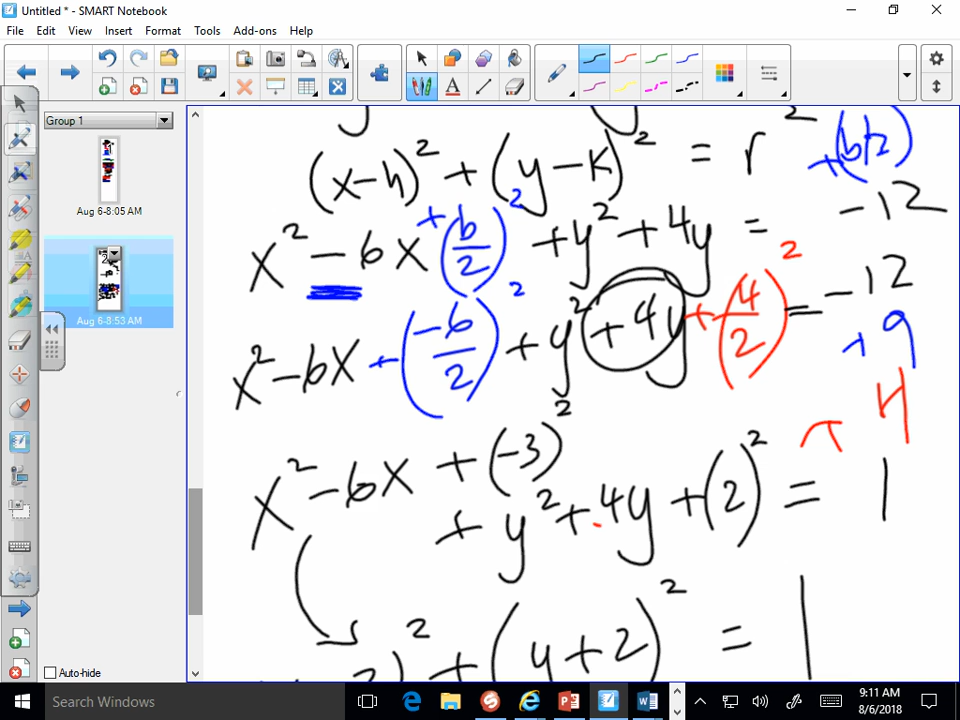 Untitled * - SMART Notebook
File Edit View Insert Format Tools Add-ons Help
Group 1
Aug 6-8:05 AM
Aug 6-8:53 AM
Auto-hide
(x-h)² + (y-k)² = r²
+(b/2)
x² - 6x + (b/2)² + y² + 4y = -12
x² - 6x + (-6/2)² + y² + 4y + (4/2)² = -12
+9
x² - 6x + (-3)²
+ y² + 4y + (2)² = 1
)² + (y+2)² = 1
Search Windows
9:11 AM
8/6/2018